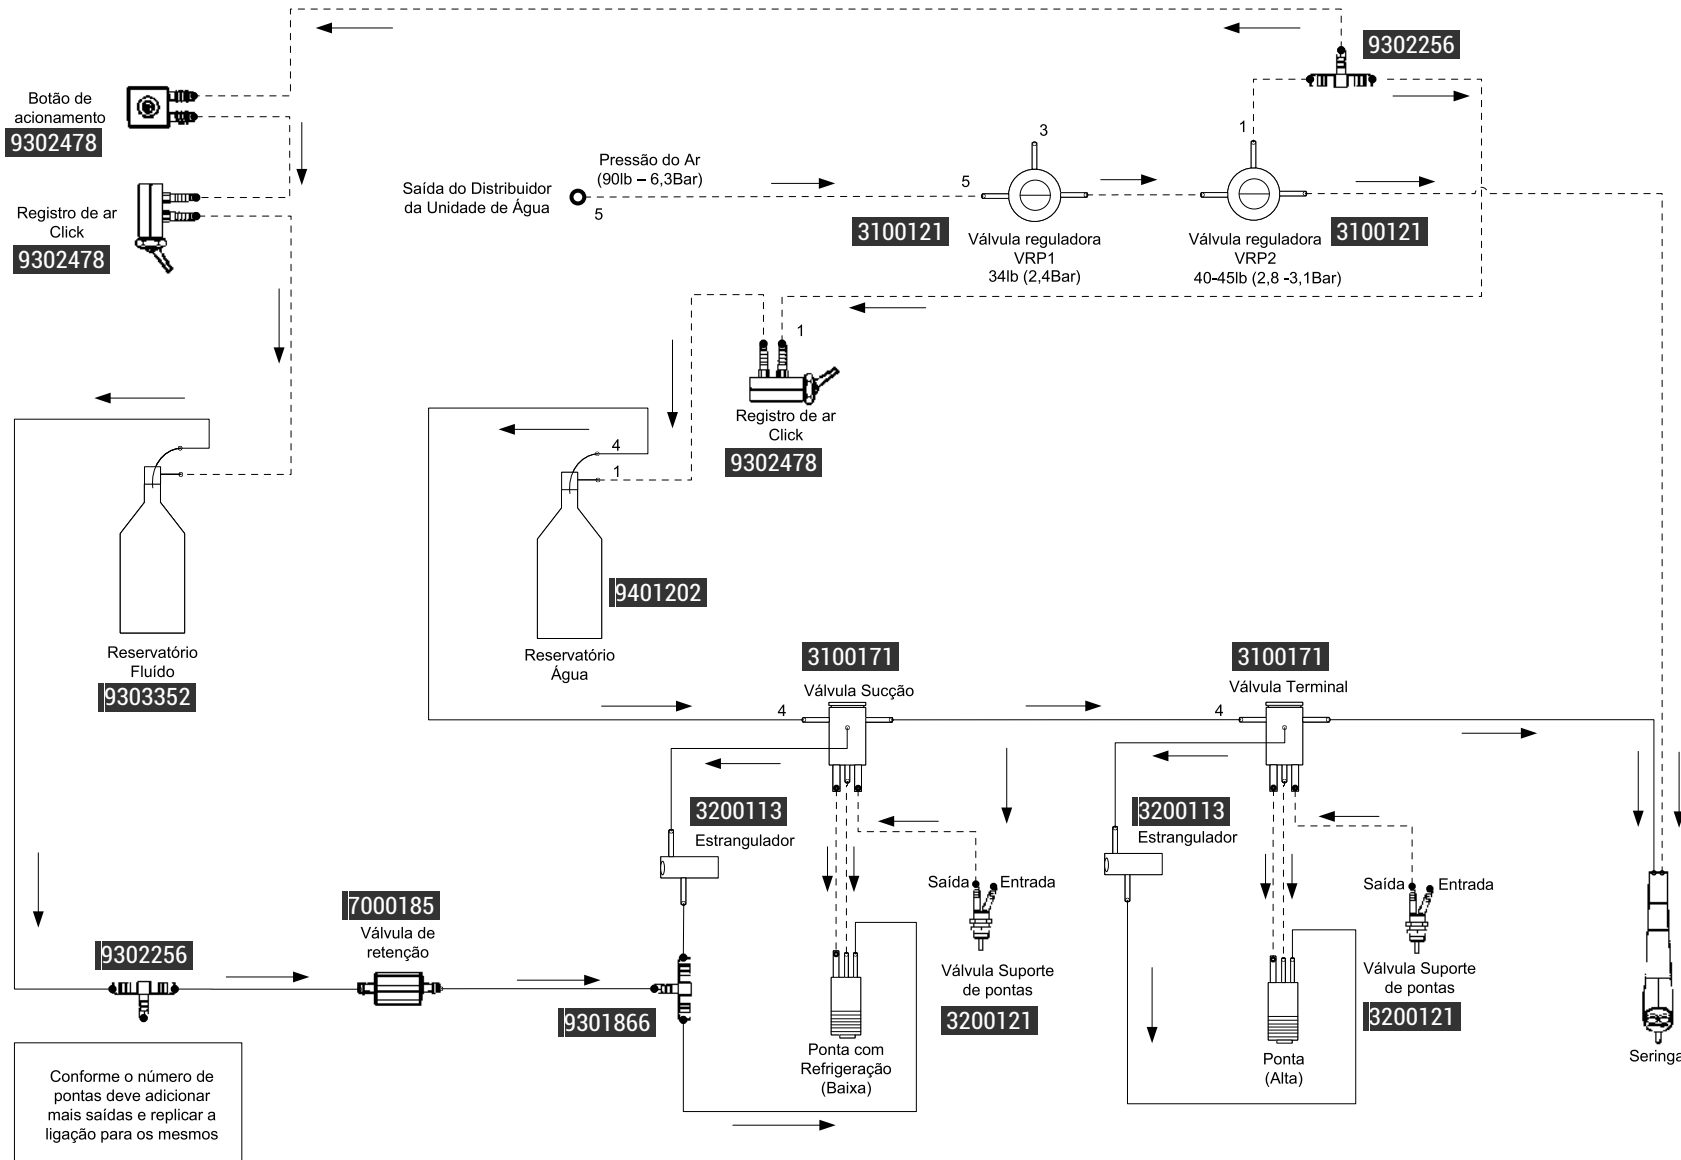 9302256
Botão de
acionamento
9302478
Registro de ar
Click
9302478
Saída do Distribuidor
da Unidade de Água
5
Pressão do Ar
(90lb – 6,3Bar)
5
3
1
3100121
Válvula reguladora
VRP1
34lb (2,4Bar)
Válvula reguladora
VRP2
40-45lb (2,8 -3,1Bar)
3100121
1
Registro de ar
Click
9302478
4
1
9401202
Reservatório
Água
Reservatório
Fluído
9303352
3100171
Válvula Sucção
4
3100171
Válvula Terminal
4
3200113
Estrangulador
3200113
Estrangulador
Saída
Entrada
Válvula Suporte
de pontas
3200121
Saída
Entrada
Válvula Suporte
de pontas
3200121
7000185
Válvula de
retenção
9302256
9301866
Ponta com
Refrigeração
(Baixa)
Ponta
(Alta)
Seringa
Conforme o número de
pontas deve adicionar
mais saídas e replicar a
ligação para os mesmos